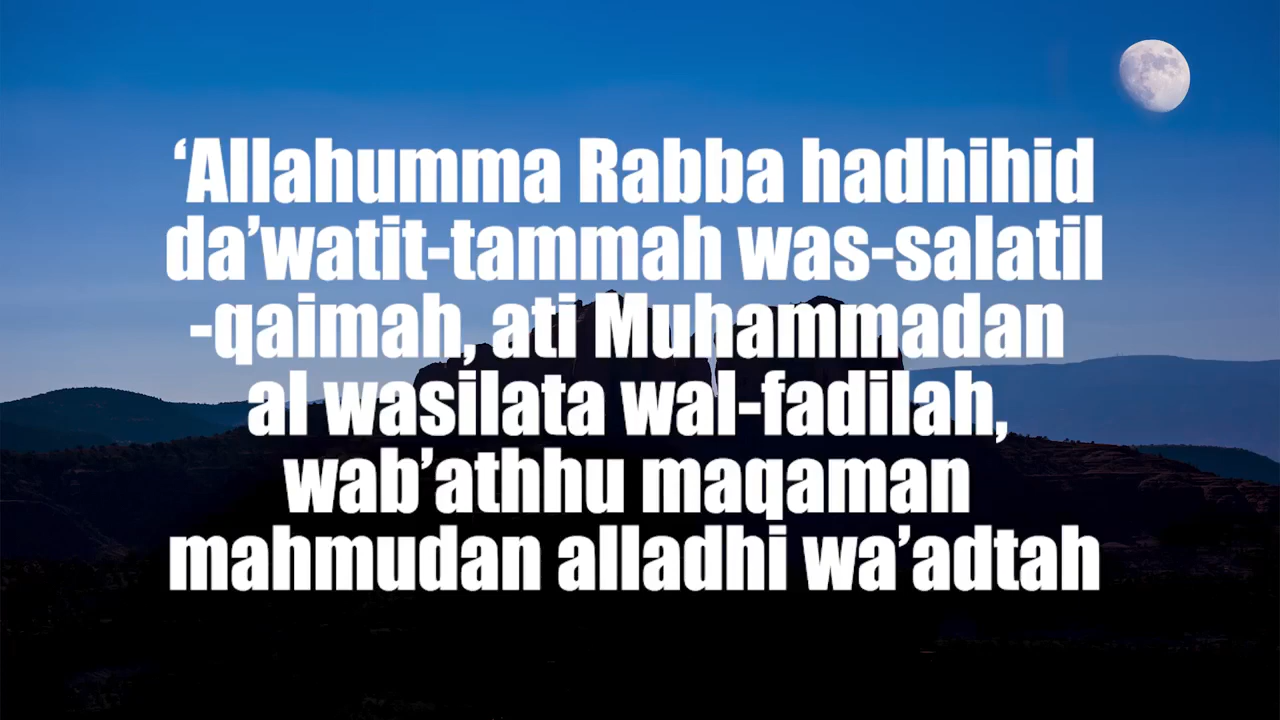 ‘Allahumma Rabba hadhihid
da’watit-tammah was-salatil
-qaimah, ati Muhammadan
al wasilata wal-fadilah,
wab’athhu maqaman
mahmudan alladhi wa’adtah